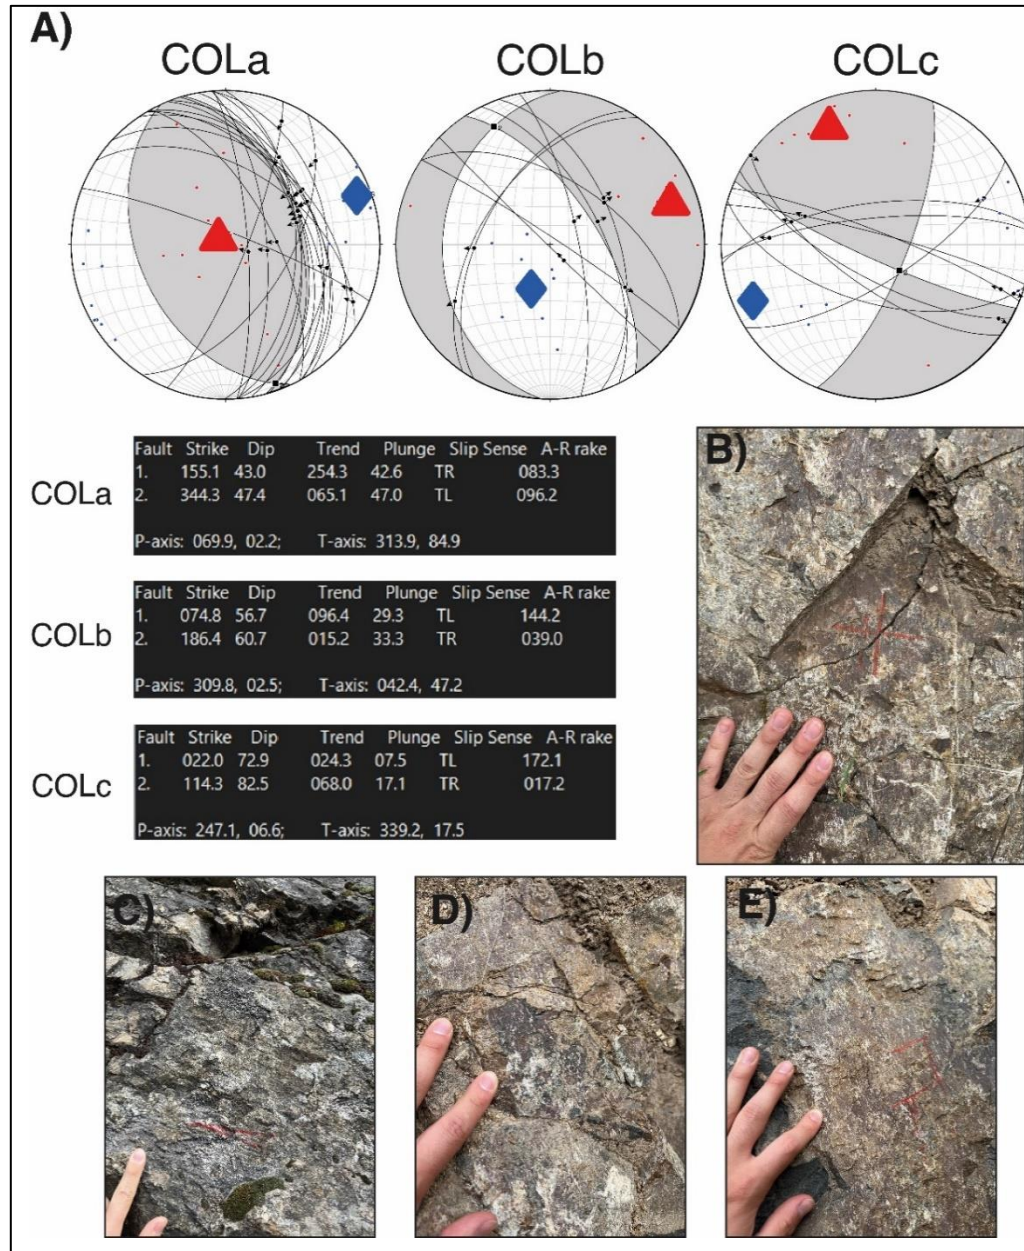 A)
COLa
COLb
COLc
COLa
Fault Strike Dip Trend Plunge Slip Sense A-R rake
1. 155.1 43.0 254.3 42.6 TR 083.3
2. 344.3 47.4 065.1 47.0 TL 096.2
P-axis: 069.9, 02.2; T-axis: 313.9, 84.9
COLb
Fault Strike Dip Trend Plunge Slip Sense A-R rake
1. 074.8 56.7 096.4 29.3 TL 144.2
2. 186.4 60.7 015.2 33.3 TR 039.0
P-axis: 309.8, 02.5; T-axis: 042.4, 47.2
COLc
Fault Strike Dip Trend Plunge Slip Sense A-R rake
1. 022.0 72.9 024.3 07.5 TL 172.1
2. 114.3 82.5 068.0 17.1 TR 017.2
P-axis: 247.1, 06.6; T-axis: 339.2, 17.5
B)
C)
D)
E)